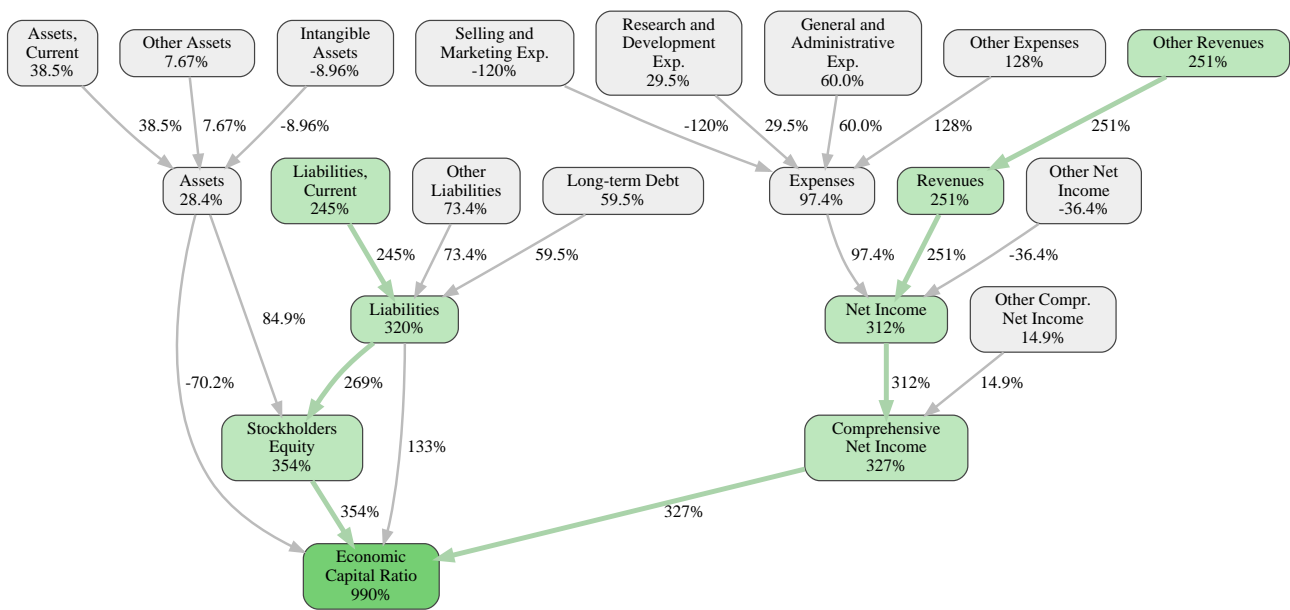 Assets,
Current
38.5%
Other Assets
7.67%
Intangible
Assets
-8.96%
Selling and
Marketing Exp.
-120%
Research and
Development
Exp.
29.5%
General and
Administrative
Exp.
60.0%
Other Expenses
128%
Other Revenues
251%
38.5%
7.67%
-8.96%
-120%
29.5%
60.0%
128%
251%
Assets
28.4%
Liabilities,
Current
245%
Other
Liabilities
73.4%
Long-term Debt
59.5%
Expenses
97.4%
Revenues
251%
Other Net
Income
-36.4%
245%
73.4%
59.5%
97.4%
251%
-36.4%
84.9%
Liabilities
320%
Net Income
312%
Other Compr.
Net Income
14.9%
-70.2%
269%
312%
14.9%
Stockholders
Equity
354%
133%
Comprehensive
Net Income
327%
354%
327%
Economic
Capital Ratio
990%